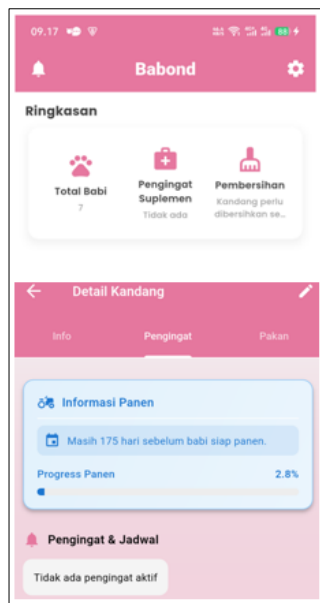 09.17
88
Babond
Ringkasan
Total Babi
7
Pengingat
Suplemen
Tidak ada
Pembersihan
Kandang perlu
dibersihkan se...
Detail Kandang
Info
Pengingat
Pakan
Informasi Panen
Masih 175 hari sebelum babi siap panen.
Progress Panen
2.8%
Pengingat & Jadwal
Tidak ada pengingat aktif